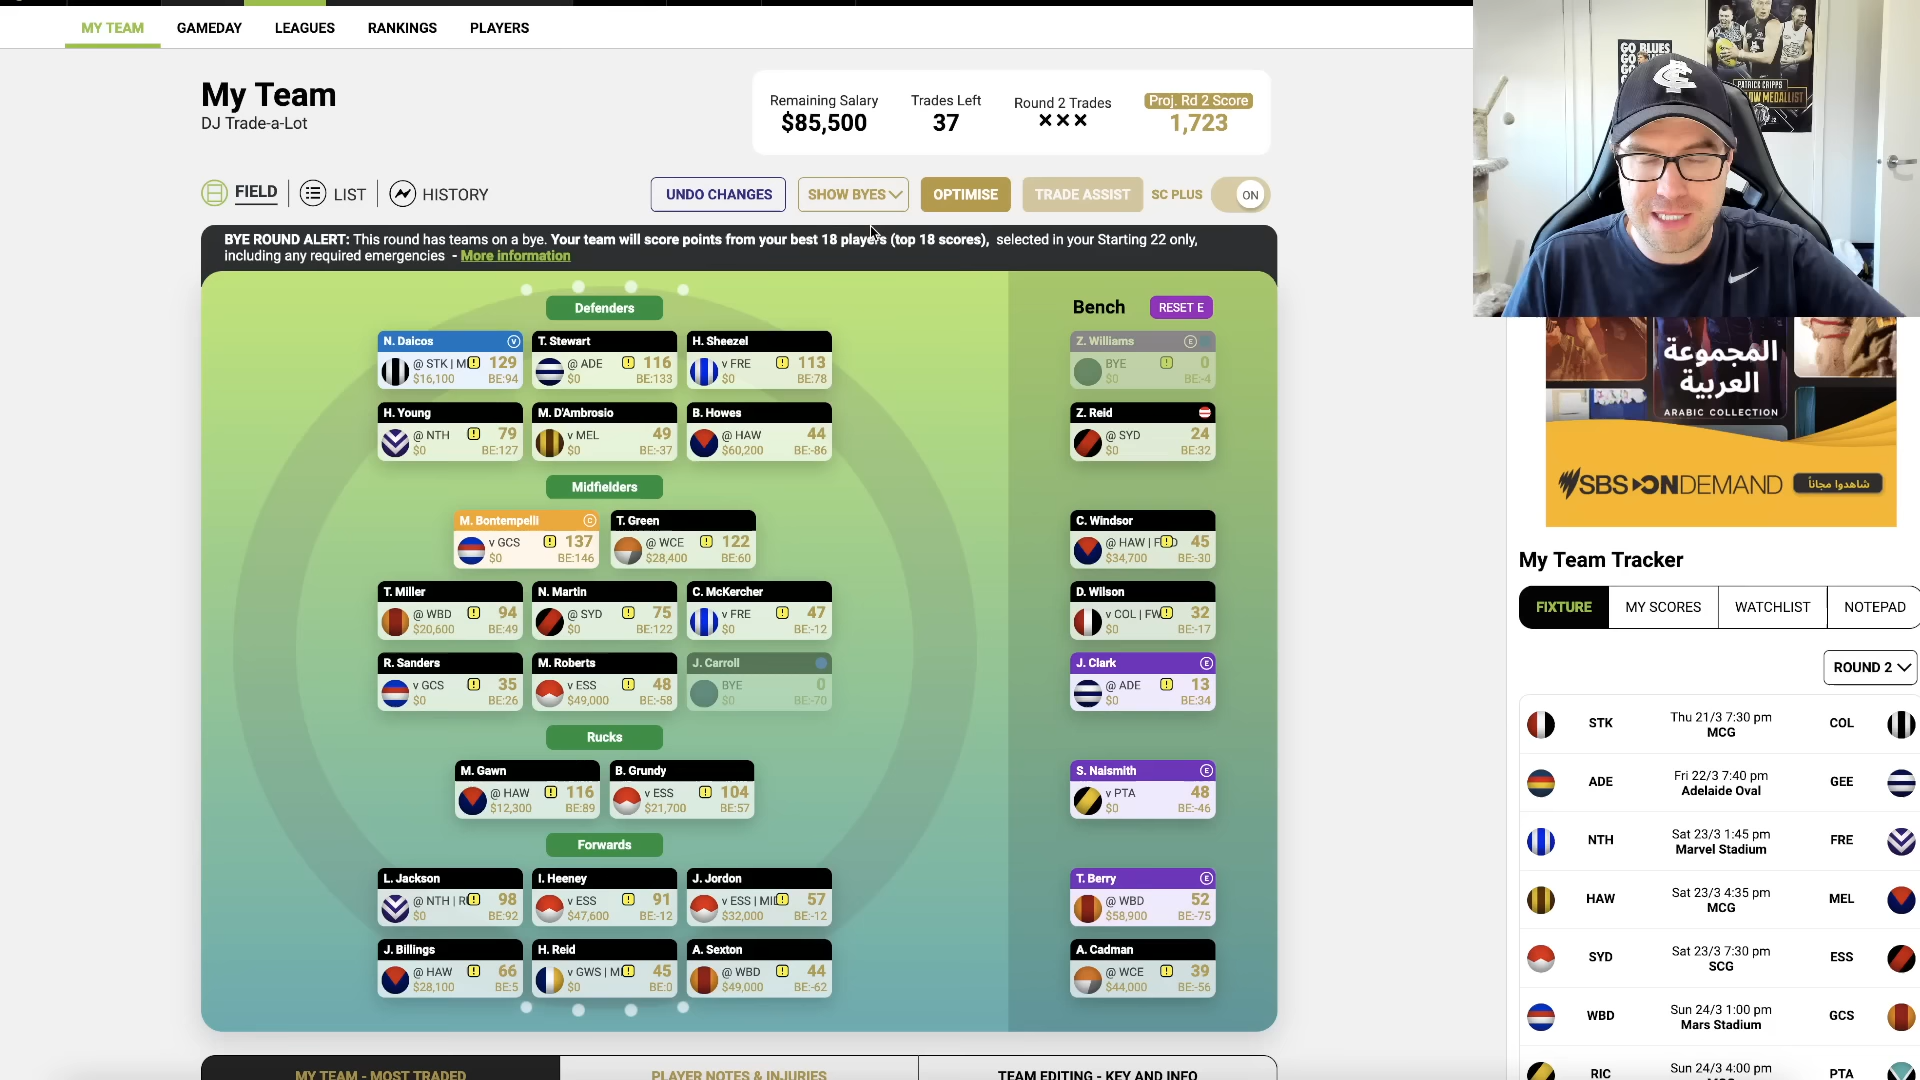 MY TEAM
GAMEDAY
LEAGUES
RANKINGS
PLAYERS
My Team
DJ Trade-a-Lot
Remaining Salary
$85,500
Trades Left
37
Round 2 Trades
×××
Proj. Rd 2 Score
1,723
FIELD
LIST
HISTORY
UNDO CHANGES
SHOW BYES
OPTIMISE
TRADE ASSIST
SC PLUS
ON
BYE ROUND ALERT: This round has teams on a bye. Your team will score points from your best 18 players (top 18 scores), selected in your Starting 22 only,
including any required emergencies - More information
Defenders
N. Daicos V
@ STK | M 129
$16,100 BE:94
T. Stewart
@ ADE 116
$0 BE:133
H. Sheezel
v FRE 113
$0 BE:78
H. Young
@ NTH 79
$0 BE:127
M. D'Ambrosio
v MEL 49
$0 BE:-37
B. Howes
@ HAW 44
$60,200 BE:-86
Midfielders
M. Bontempelli C
v GCS 137
$0 BE:146
T. Green
@ WCE 122
$28,400 BE:60
T. Miller
@ WBD 94
$20,600 BE:49
N. Martin
@ SYD 75
$0 BE:122
C. McKercher
v FRE 47
$0 BE:-12
R. Sanders
v GCS 35
$0 BE:26
M. Roberts
v ESS 48
$49,000 BE:-58
J. Carroll
BYE 0
$0 BE:-70
Rucks
M. Gawn
@ HAW 116
$12,300 BE:89
B. Grundy
v ESS 104
$21,700 BE:57
Forwards
L. Jackson
@ NTH | R 98
$0 BE:92
I. Heeney
v ESS 91
$47,600 BE:-12
J. Jordon
v ESS | MI 57
$32,000 BE:-12
J. Billings
@ HAW 66
$28,100 BE:5
H. Reid
v GWS | M 45
$0 BE:0
A. Sexton
@ WBD 44
$49,000 BE:-62
Bench
RESET E
Z. Williams E
BYE 0
$0 BE:-4
Z. Reid
@ SYD 24
$0 BE:32
C. Windsor
@ HAW | F 45
$34,700 BE:-30
D. Wilson
v COL | FW 32
$0 BE:-17
J. Clark E
@ ADE 13
$0 BE:34
S. Naismith E
v PTA 48
$0 BE:-46
T. Berry E
@ WBD 52
$58,900 BE:-75
A. Cadman
@ WCE 39
$44,000 BE:-56
MY TEAM - MOST TRADED
PLAYER NOTES & INJURIES
TEAM EDITING - KEY AND INFO
GO BLUES
PATRICK CRIPPS
MEDALLIST
المجموعة
العربية
ARABIC COLLECTION
SBS ON DEMAND
شاهدوا مجاناً
My Team Tracker
FIXTURE
MY SCORES
WATCHLIST
NOTEPAD
ROUND 2
STK
Thu 21/3 7:30 pm
MCG
COL
ADE
Fri 22/3 7:40 pm
Adelaide Oval
GEE
NTH
Sat 23/3 1:45 pm
Marvel Stadium
FRE
HAW
Sat 23/3 4:35 pm
MCG
MEL
SYD
Sat 23/3 7:30 pm
SCG
ESS
WBD
Sun 24/3 1:00 pm
Mars Stadium
GCS
RIC
Sun 24/3 4:00 pm
PTA